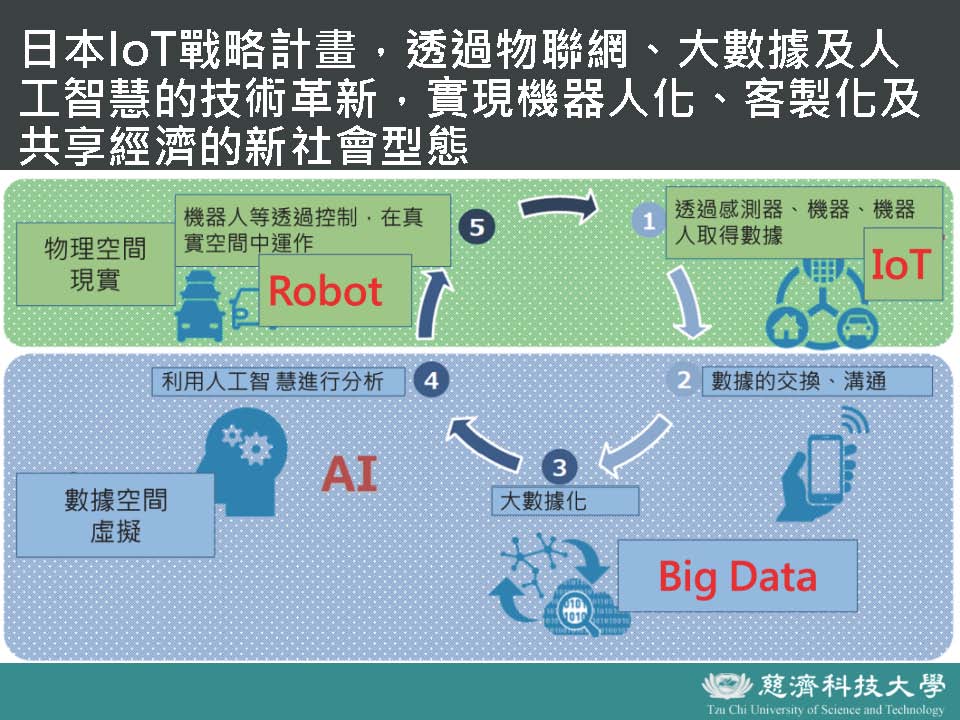 日本IoT戰略計畫，透過物聯網、大數據及人
工智慧的技術革新，實現機器人化、客製化及
共享經濟的新社會型態
物理空間
現實
機器人等透過控制，在真
實空間中運作
Robot
5
1
透過感測器、機器、機器
人取得數據
IoT
利用人工智 慧進行分析
4
2
數據的交換、溝通
AI
3
大數據化
數據空間
虛擬
Big Data
慈濟科技大學
Tzu Chi University of Science and Technology